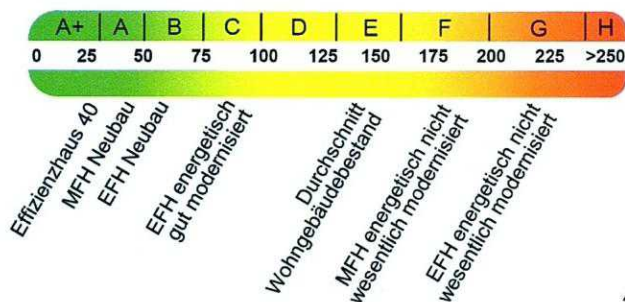 A+ A B C D E F G H
0 25 50 75 100 125 150 175 200 225 >250
Effizienzhaus 40
MFH Neubau
EFH Neubau
EFH energetisch
gut modernisiert
Durchschnitt
Wohngebäudebestand
MFH energetisch nicht
wesentlich modernisiert
EFH energetisch nicht
wesentlich modernisiert